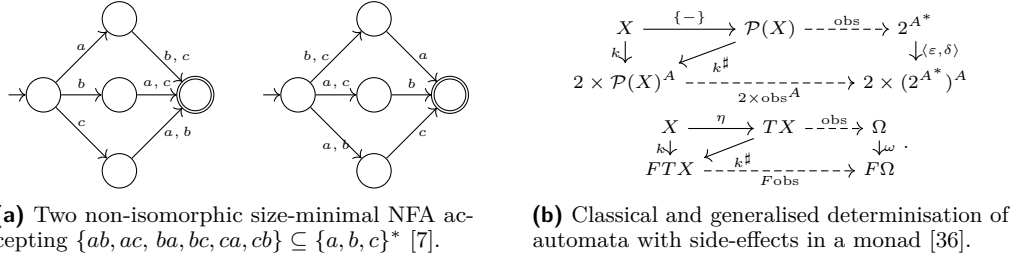 a
b, c
b
a, c
c
a, b
b, c
a
a, c
b
a, b
c
X {−} P(X) obs 2^{A*}
k k♯ ⟨ε,δ⟩
2 × P(X)^A 2×obs^A 2 × (2^{A*})^A
X η TX obs Ω
k k♯ ω .
FTX Fobs FΩ
(a) Two non-isomorphic size-minimal NFA ac-
cepting {ab, ac, ba, bc, ca, cb} ⊆ {a, b, c}* [7].
(b) Classical and generalised determinisation of
automata with side-effects in a monad [36].